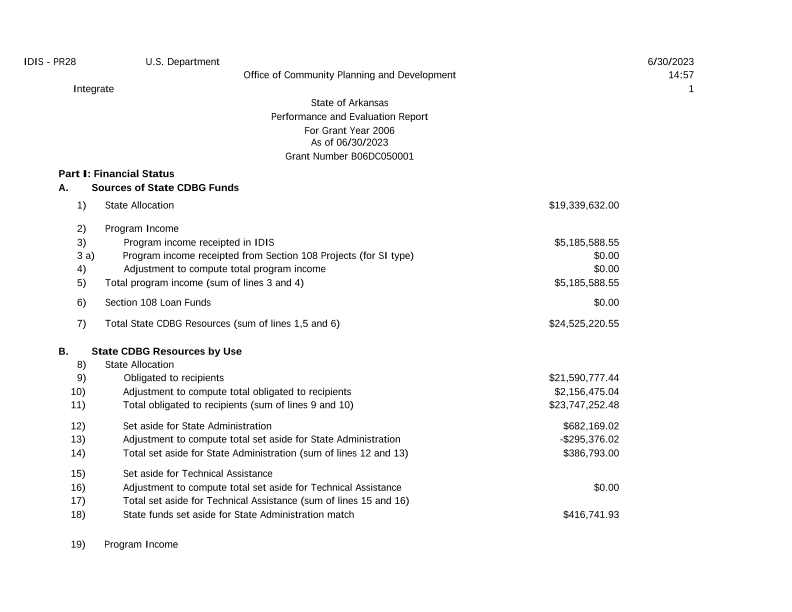 IDIS - PR28 U.S. Department 6/30/2023
Office of Community Planning and Development 14:57
Integrate 1
State of Arkansas
Performance and Evaluation Report
For Grant Year 2006
As of 06/30/2023
Grant Number B06DC050001
Part I: Financial Status
A. Sources of State CDBG Funds
1) State Allocation $19,339,632.00
2) Program Income
3) Program income receipted in IDIS $5,185,588.55
3 a) Program income receipted from Section 108 Projects (for SI type) $0.00
4) Adjustment to compute total program income $0.00
5) Total program income (sum of lines 3 and 4) $5,185,588.55
6) Section 108 Loan Funds $0.00
7) Total State CDBG Resources (sum of lines 1,5 and 6) $24,525,220.55
B. State CDBG Resources by Use
8) State Allocation
9) Obligated to recipients $21,590,777.44
10) Adjustment to compute total obligated to recipients $2,156,475.04
11) Total obligated to recipients (sum of lines 9 and 10) $23,747,252.48
12) Set aside for State Administration $682,169.02
13) Adjustment to compute total set aside for State Administration -$295,376.02
14) Total set aside for State Administration (sum of lines 12 and 13) $386,793.00
15) Set aside for Technical Assistance
16) Adjustment to compute total set aside for Technical Assistance $0.00
17) Total set aside for Technical Assistance (sum of lines 15 and 16)
18) State funds set aside for State Administration match $416,741.93
19) Program Income